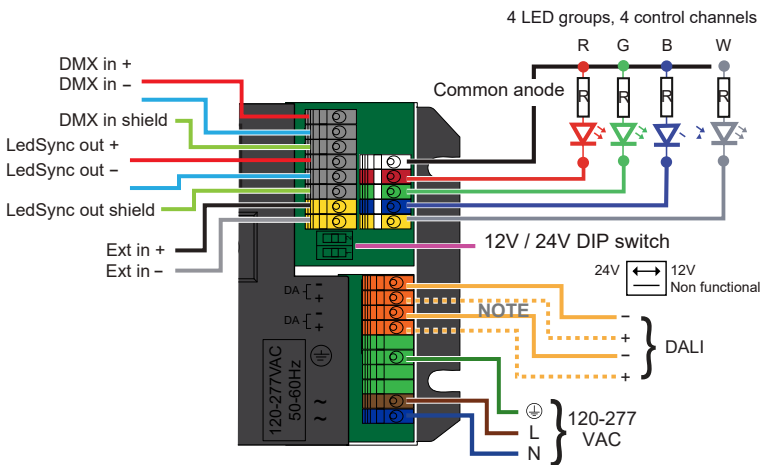 4 LED groups, 4 control channels
R G B W
DMX in +
DMX in –
DMX in shield
LedSync out +
LedSync out –
LedSync out shield
Ext in +
Ext in –
Common anode
R R R R
12V / 24V DIP switch
24V 12V
Non functional
DA – +
DA – +
NOTE
–
+
–
+
DALI
120-277VAC
50-60Hz
~
~
120-277
VAC
L
N